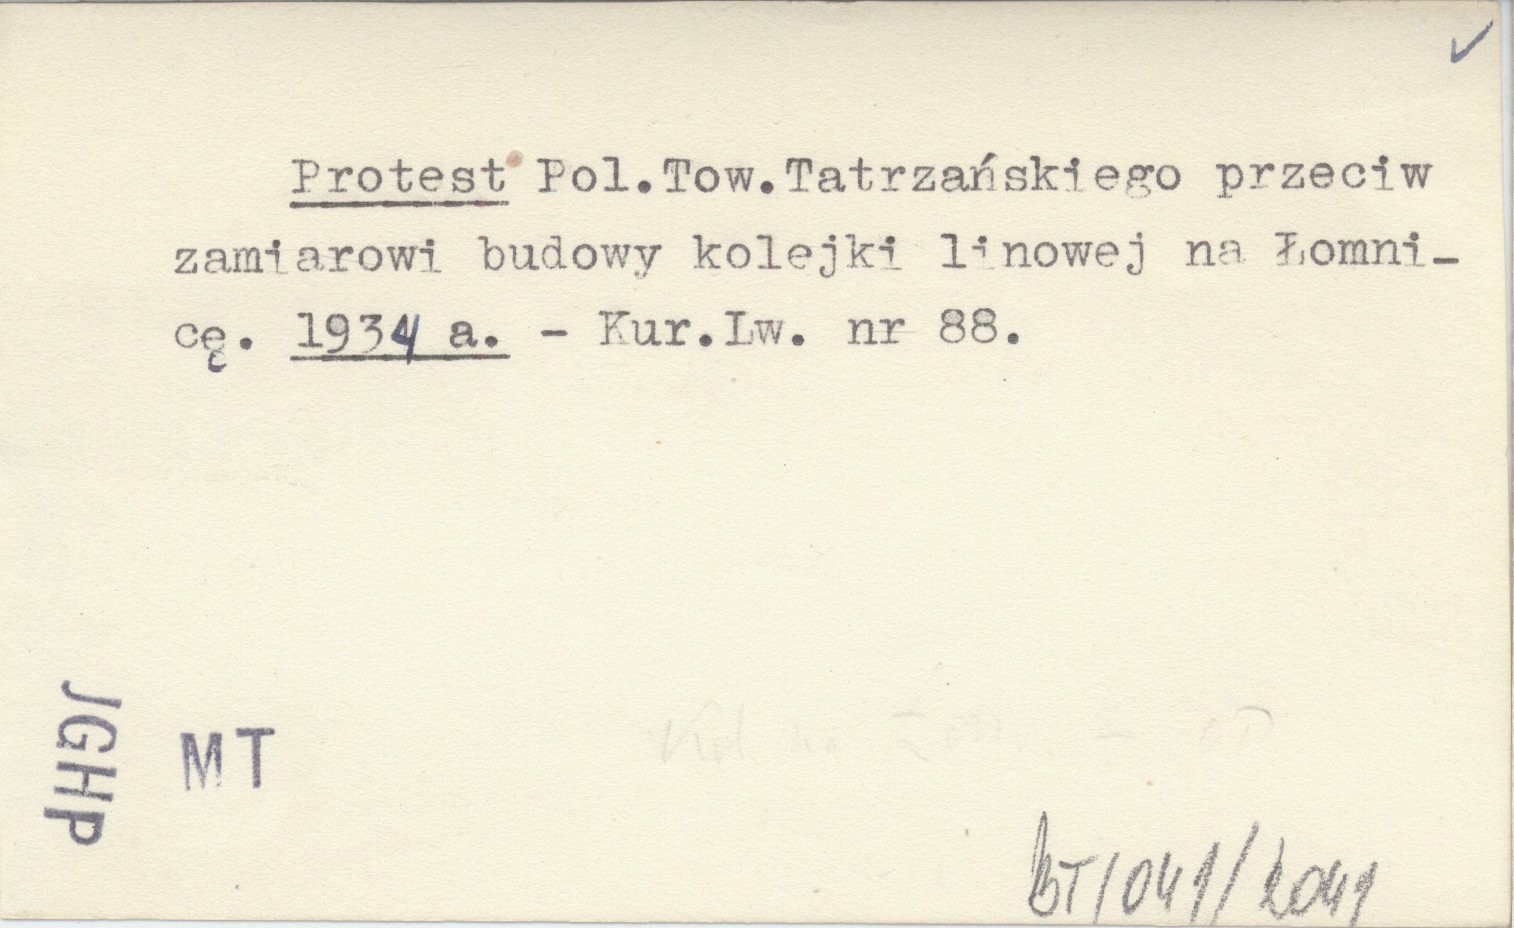 Protest Pol.Tow.Tatrzańskiego przeciw
zamiarowi budowy kolejki linowej na Łomni-
cę. 1934 a. - Kur.Lw. nr 88.
JGHP
MT
BT/041/2041